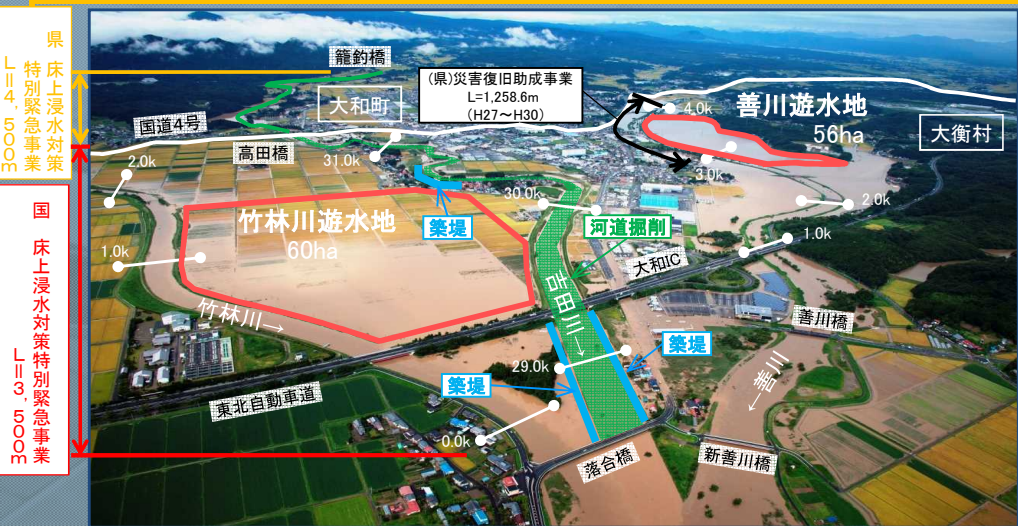 県 床上浸水対策
特別緊急事業
L=4,500m
国 床上浸水対策特別緊急事業
L=3,500m
籠釣橋
大和町
国道4号
高田橋
31.0k
(県)災害復旧助成事業
L=1,258.6m
(H27~H30)
4.0k
善川遊水地
56ha
大衡村
3.0k
2.0k
1.0k
2.0k
1.0k
竹林川遊水地
60ha
築堤
30.0k
河道掘削
大和IC
吉田川→
竹林川→
善川橋
←善川
築堤
29.0k
築堤
東北自動車道
0.0k
落合橋
新善川橋